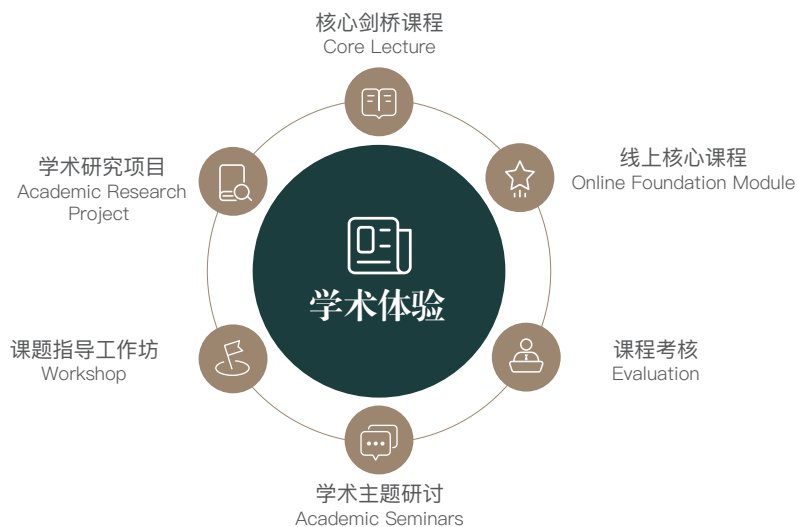 核心剑桥课程
Core Lecture
线上核心课程
Online Foundation Module
学术研究项目
Academic Research
Project
学术体验
课题指导工作坊
Workshop
课程考核
Evaluation
学术主题研讨
Academic Seminars